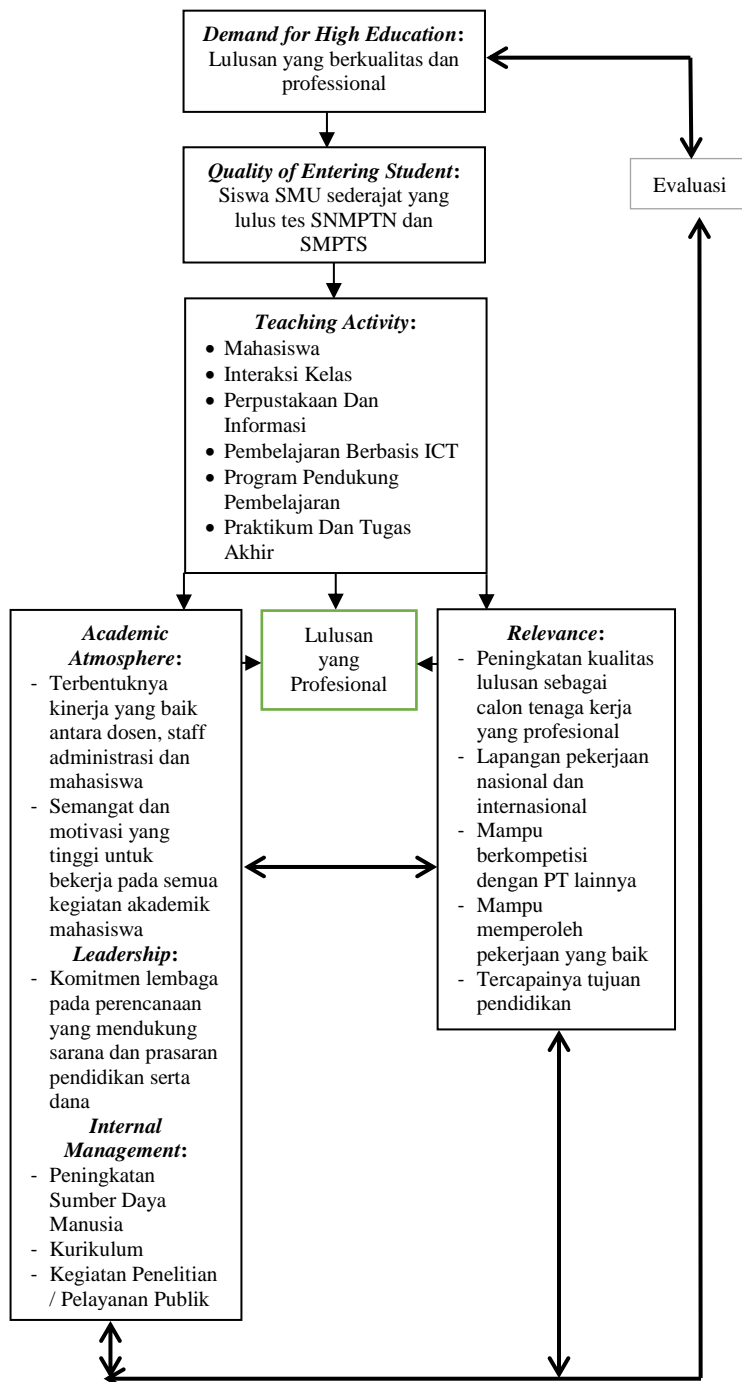 Demand for High Education:
Lulusan yang berkualitas dan
professional
Quality of Entering Student:
Siswa SMU sederajat yang
lulus tes SNMPTN dan
SMPTS
Evaluasi
Teaching Activity:
• Mahasiswa
• Interaksi Kelas
• Perpustakaan Dan
Informasi
• Pembelajaran Berbasis ICT
• Program Pendukung
Pembelajaran
• Praktikum Dan Tugas
Akhir
Academic
Atmosphere:
- Terbentuknya
kinerja yang baik
antara dosen, staff
administrasi dan
mahasiswa
- Semangat dan
motivasi yang
tinggi untuk
bekerja pada semua
kegiatan akademik
mahasiswa
Leadership:
- Komitmen lembaga
pada perencanaan
yang mendukung
sarana dan prasaran
pendidikan serta
dana
Internal
Management:
- Peningkatan
Sumber Daya
Manusia
- Kurikulum
- Kegiatan Penelitian
/ Pelayanan Publik
Lulusan
yang
Profesional
Relevance:
- Peningkatan kualitas
lulusan sebagai
calon tenaga kerja
yang profesional
- Lapangan pekerjaan
nasional dan
internasional
- Mampu
berkompetisi
dengan PT lainnya
- Mampu
memperoleh
pekerjaan yang baik
- Tercapainya tujuan
pendidikan